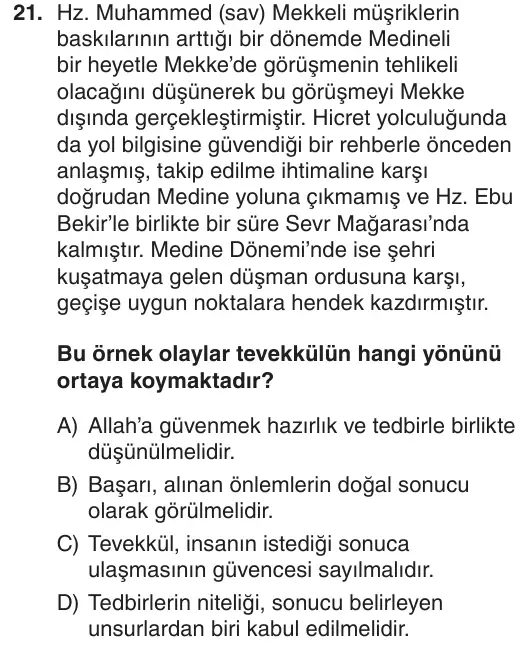 21. Hz. Muhammed (sav) Mekkeli müşriklerin
baskılarının arttığı bir dönemde Medineli
bir heyetle Mekke’de görüşmenin tehlikeli
olacağını düşünerek bu görüşmeyi Mekke
dışında gerçekleştirmiştir. Hicret yolculuğunda
da yol bilgisine güvendiği bir rehberle önceden
anlaşmış, takip edilme ihtimaline karşı
doğrudan Medine yoluna çıkmamış ve Hz. Ebu
Bekir’le birlikte bir süre Sevr Mağarası’nda
kalmıştır. Medine Dönemi’nde ise şehri
kuşatmaya gelen düşman ordusuna karşı,
geçişe uygun noktalara hendek kazdırmıştır.
Bu örnek olaylar tevekkülün hangi yönünü
ortaya koymaktadır?
A) Allah’a güvenmek hazırlık ve tedbirle birlikte
düşünülmelidir.
B) Başarı, alınan önlemlerin doğal sonucu
olarak görülmelidir.
C) Tevekkül, insanın istediği sonuca
ulaşmasının güvencesi sayılmalıdır.
D) Tedbirlerin niteliği, sonucu belirleyen
unsurlardan biri kabul edilmelidir.